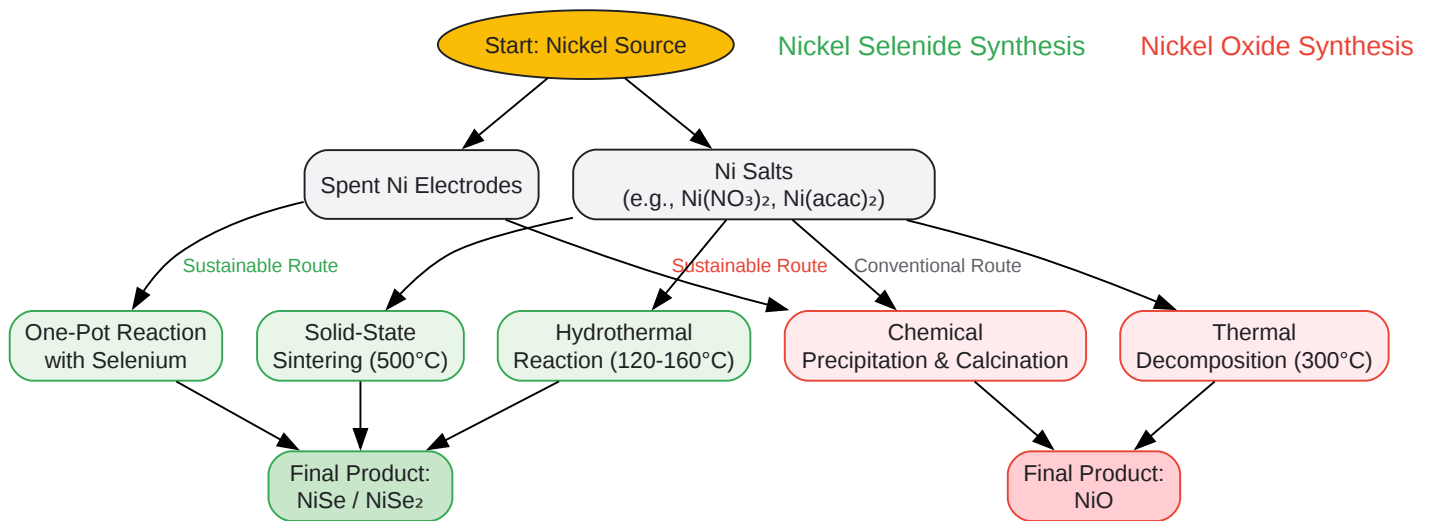 Start: Nickel Source
Nickel Selenide Synthesis
Nickel Oxide Synthesis
Spent Ni Electrodes
Ni Salts
(e.g., Ni(NO₃)₂, Ni(acac)₂)
Sustainable Route
Sustainable Route
Conventional Route
One-Pot Reaction
with Selenium
Solid-State
Sintering (500°C)
Hydrothermal
Reaction (120-160°C)
Chemical
Precipitation & Calcination
Thermal
Decomposition (300°C)
Final Product:
NiSe / NiSe₂
Final Product:
NiO